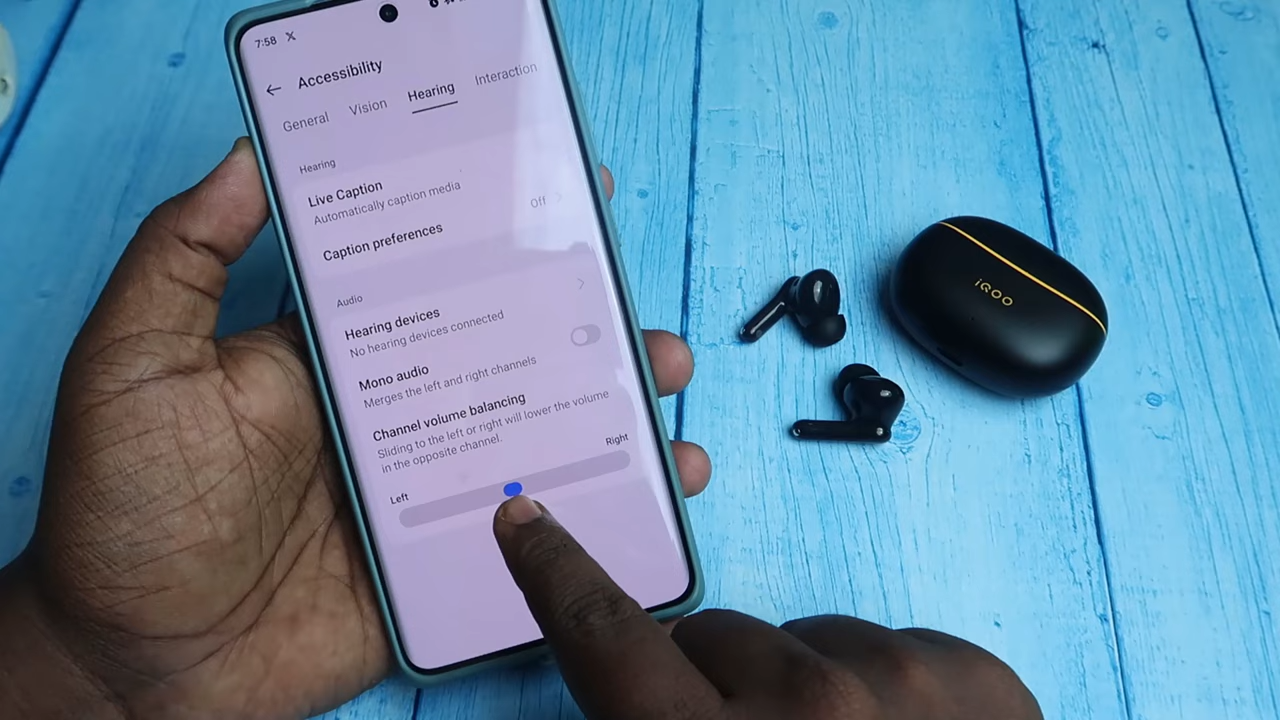 7:58
Accessibility
General Vision Hearing Interaction
Hearing
Live Caption
Automatically caption media
Off
Caption preferences
Audio
Hearing devices
No hearing devices connected
Mono audio
Merges the left and right channels
Channel volume balancing
Sliding to the left or right will lower the volume
in the opposite channel.
Left Right
iQOO